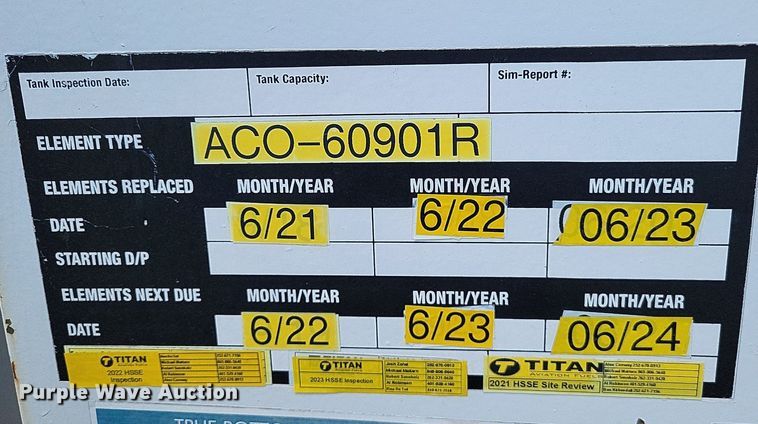 Tank Inspection Date: Tank Capacity: Sim-Report #:
ELEMENT TYPE ACO-60901R
ELEMENTS REPLACED MONTH/YEAR MONTH/YEAR MONTH/YEAR
DATE 6/21 6/22 06/23
STARTING D/P
ELEMENTS NEXT DUE MONTH/YEAR MONTH/YEAR MONTH/YEAR
DATE 6/22 6/23 06/24
TITAN
2022 HSSE
Inspection
2023 HSSE Inspection
TITAN
AVIATION FUELS
2021 HSSE Site Review
Purple Wave Auction